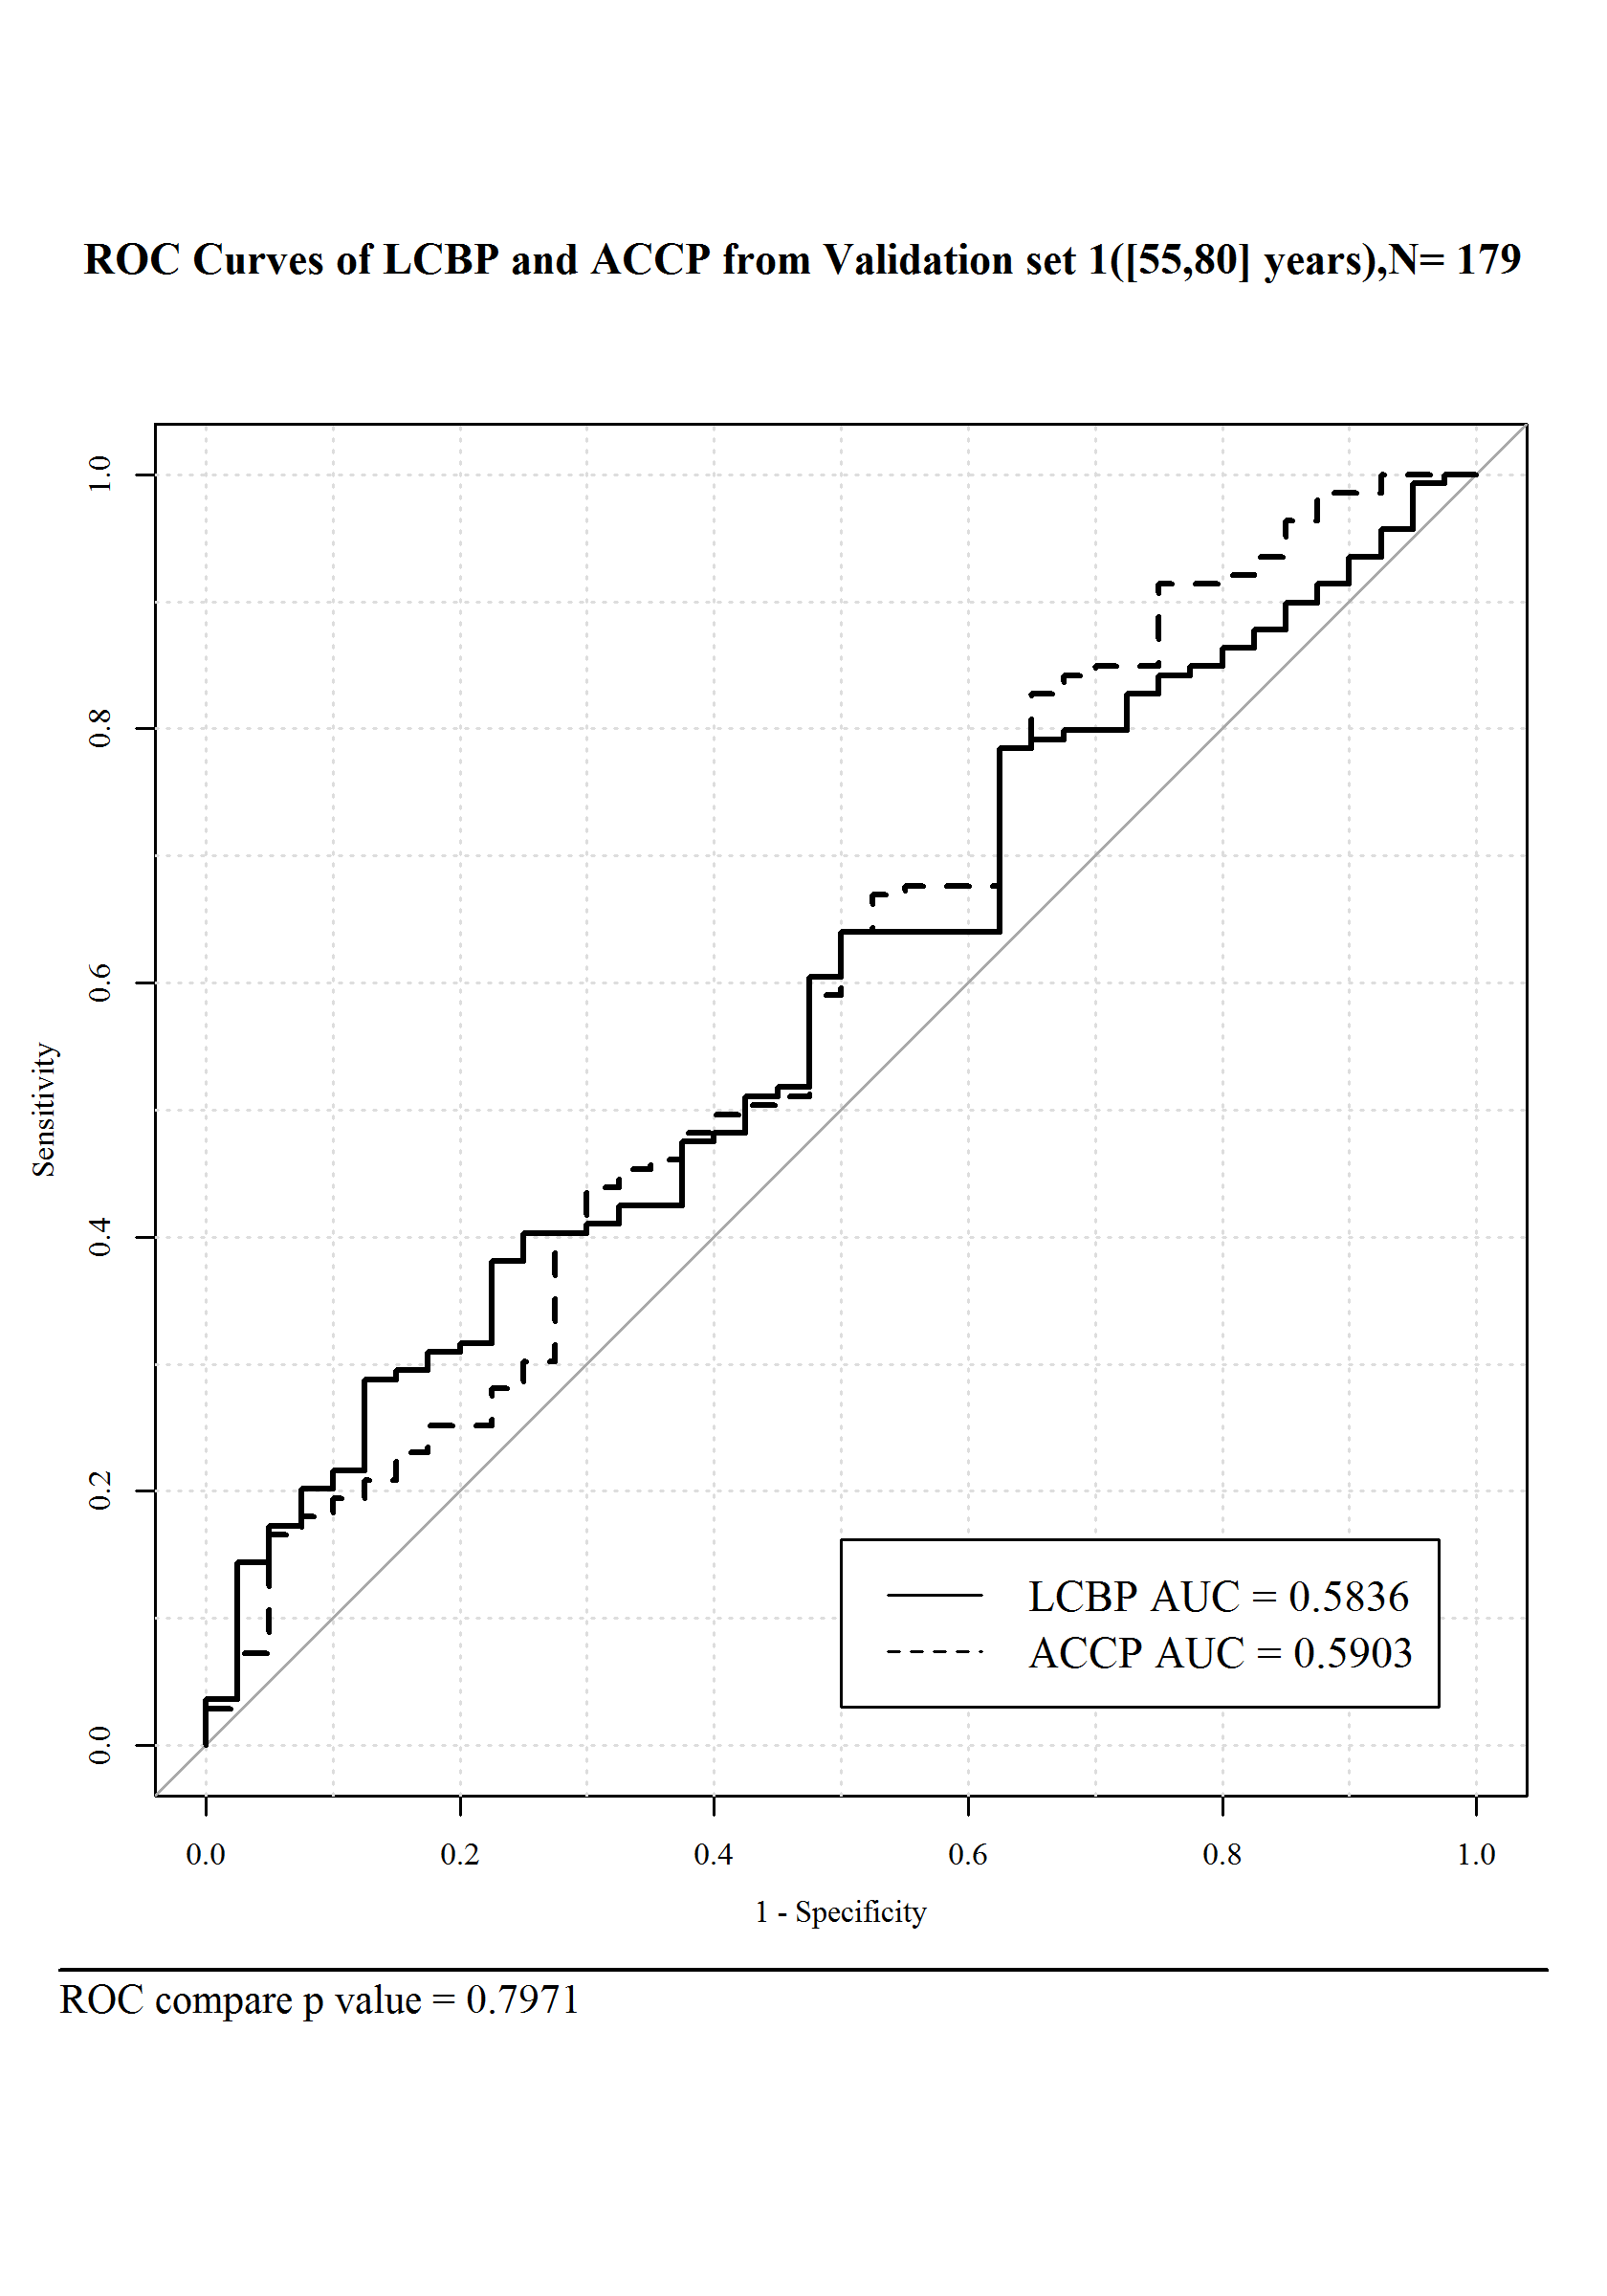 ROC Curves of LCBP and ACCP from Validation set 1([55,80] years),N= 179
1.0
0.8
0.6
0.4
0.2
0.0
Sensitivity
LCBP AUC = 0.5836
ACCP AUC = 0.5903
0.0 0.2 0.4 0.6 0.8 1.0
1 - Specificity
ROC compare p value = 0.7971